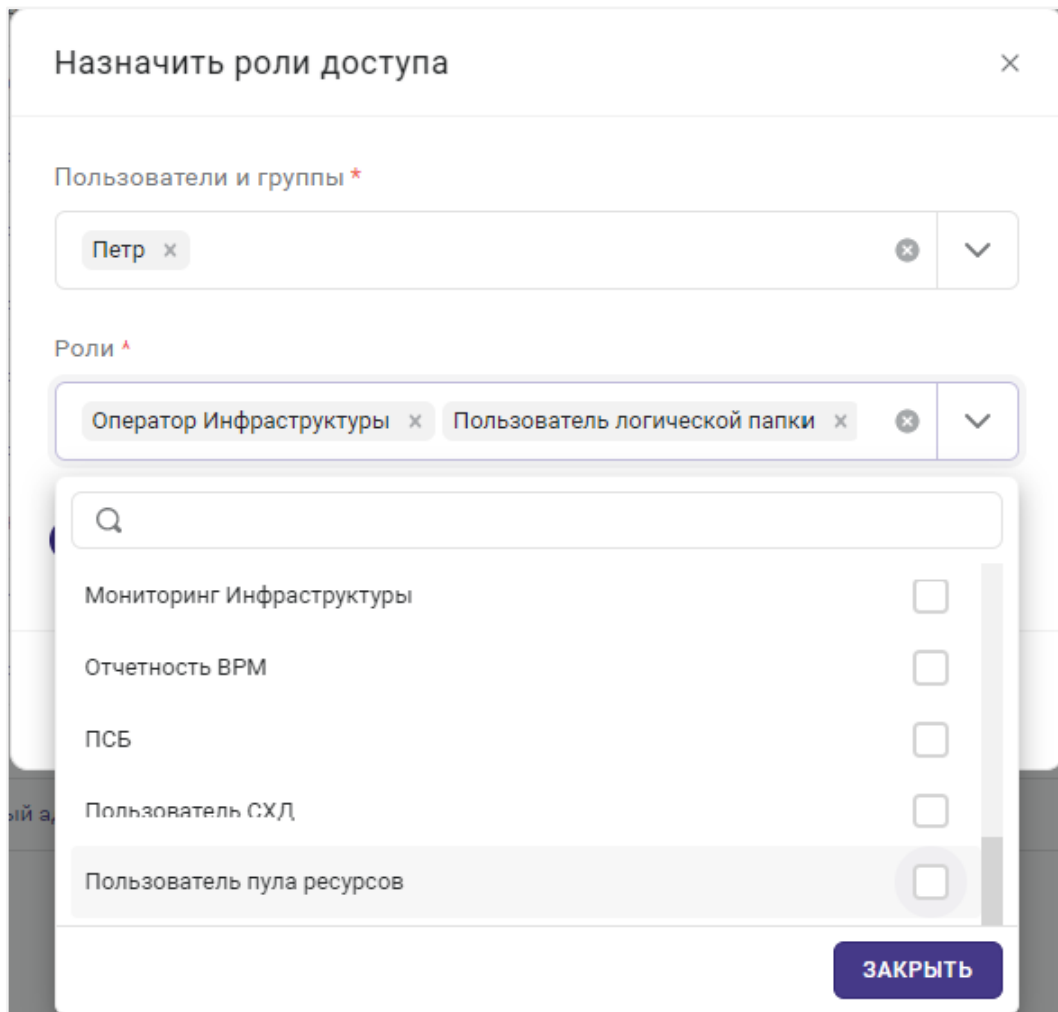 Назначить роли доступа
Пользователи и группы *
Петр
Роли *
Оператор Инфраструктуры Пользователь логической папки
Мониторинг Инфраструктуры
Отчетность ВРМ
ПСБ
Пользователь СХД
ый а
Пользователь пула ресурсов
ЗАКРЫТЬ